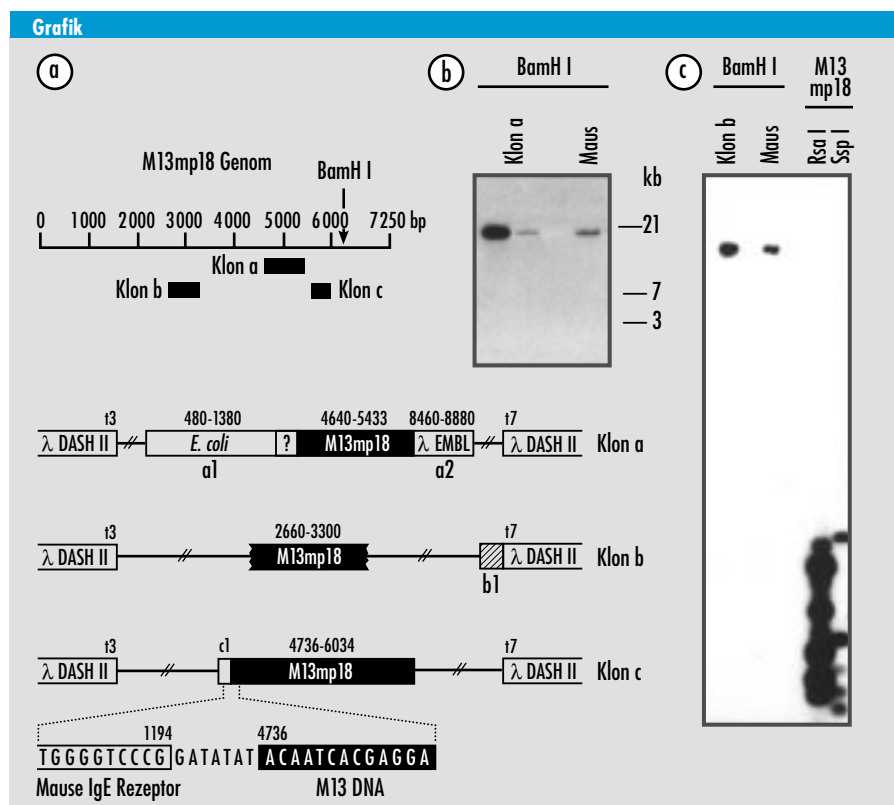 Grafik
a
M13mp18 Genom
BamH I
0 1000 2000 3000 4000 5000 6000 7250 bp
Klon a
Klon b
Klon c
b
BamH I
Klon a
Maus
kb
21
7
3
c
BamH I
M13
mp18
Klon b
Maus
Rsa I
Ssp I
t3 480-1380 4640-5433 8460-8880 t7
λ DASH II E. coli ? M13mp18 λ EMBL λ DASH II Klon a
a1 a2
t3 2660-3300 t7
λ DASH II M13mp18 λ DASH II Klon b
b1
t3 c1 4736-6034 t7
λ DASH II M13mp18 λ DASH II Klon c
1194 4736
TGGGGTCCCG GATATAT ACAATCACGAGGA
Mause IgE Rezeptor M13 DNA